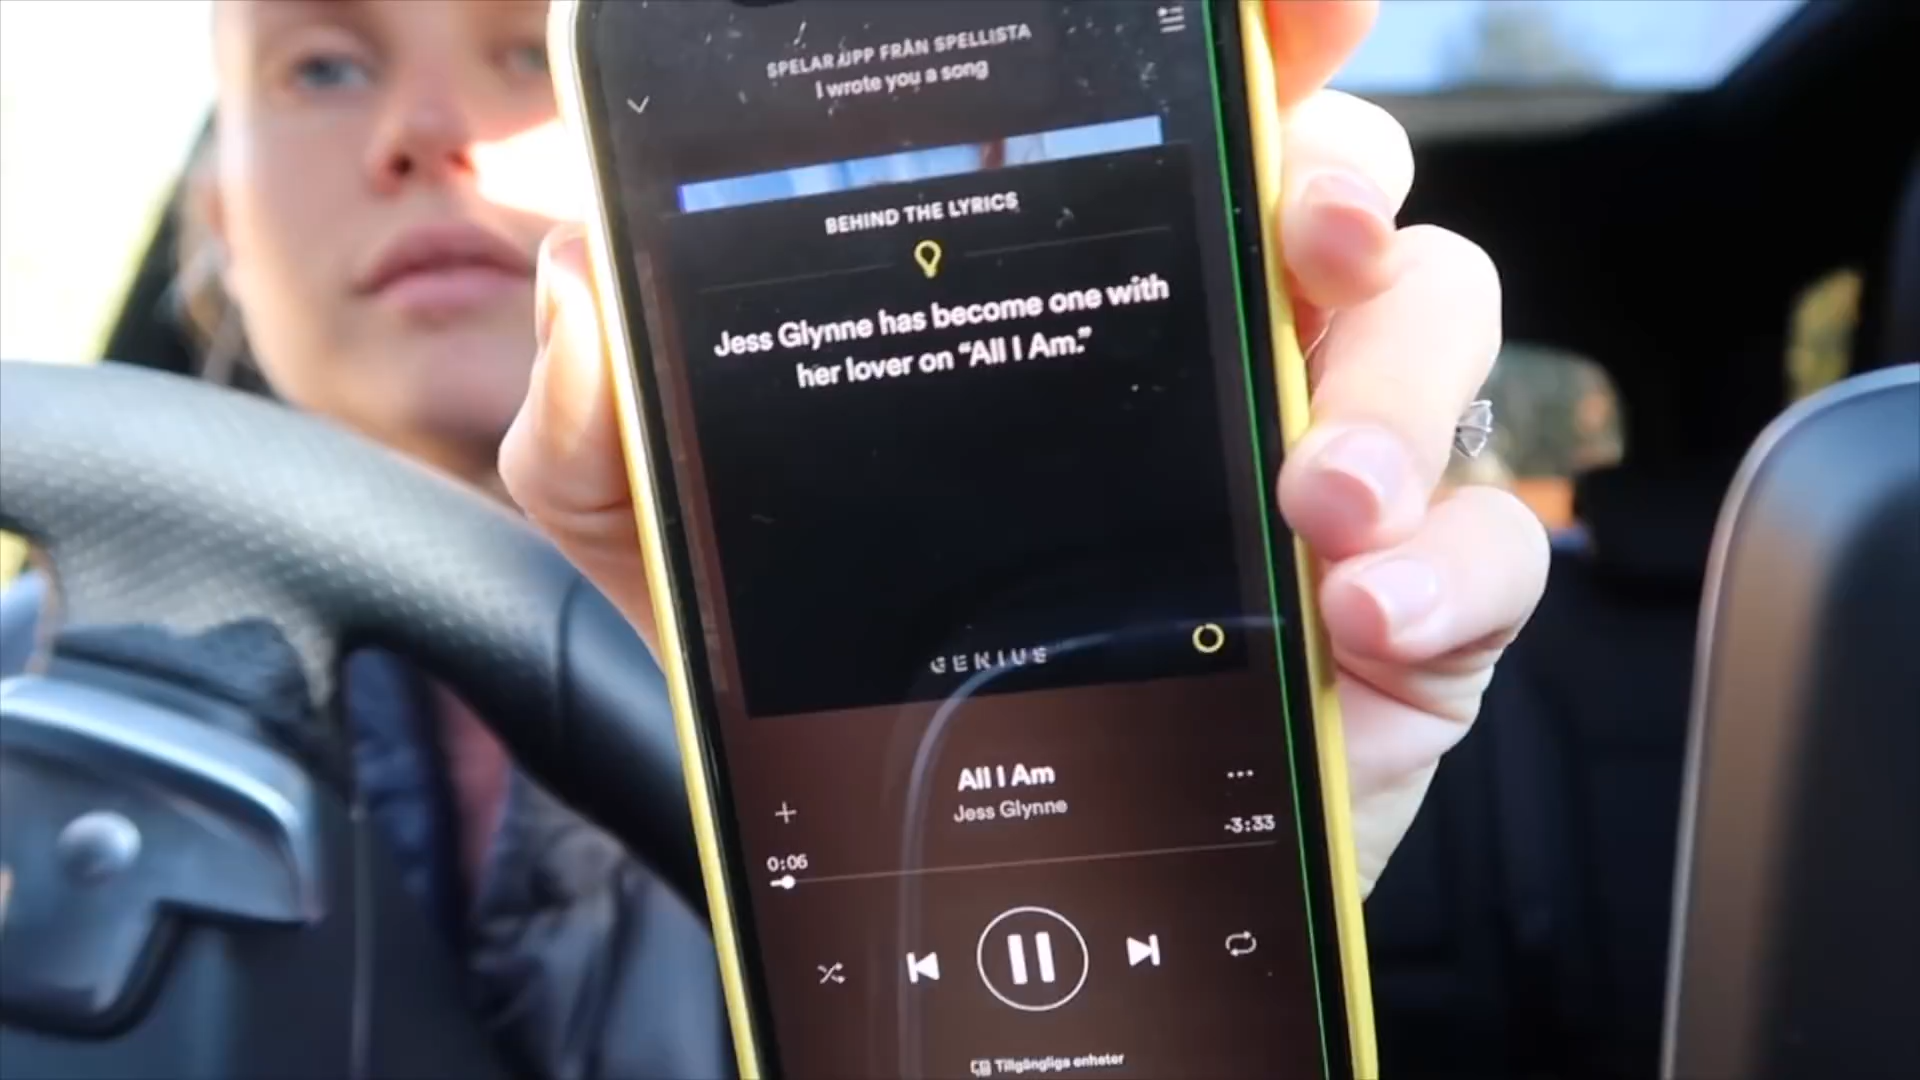 SPELAR UPP FRÅN SPELLISTA
I wrote you a song
BEHIND THE LYRICS
Jess Glynne has become one with
her lover on “All I Am.”
GENIUS
All I Am
Jess Glynne
0:06
-3:33
Tillgängliga enheter